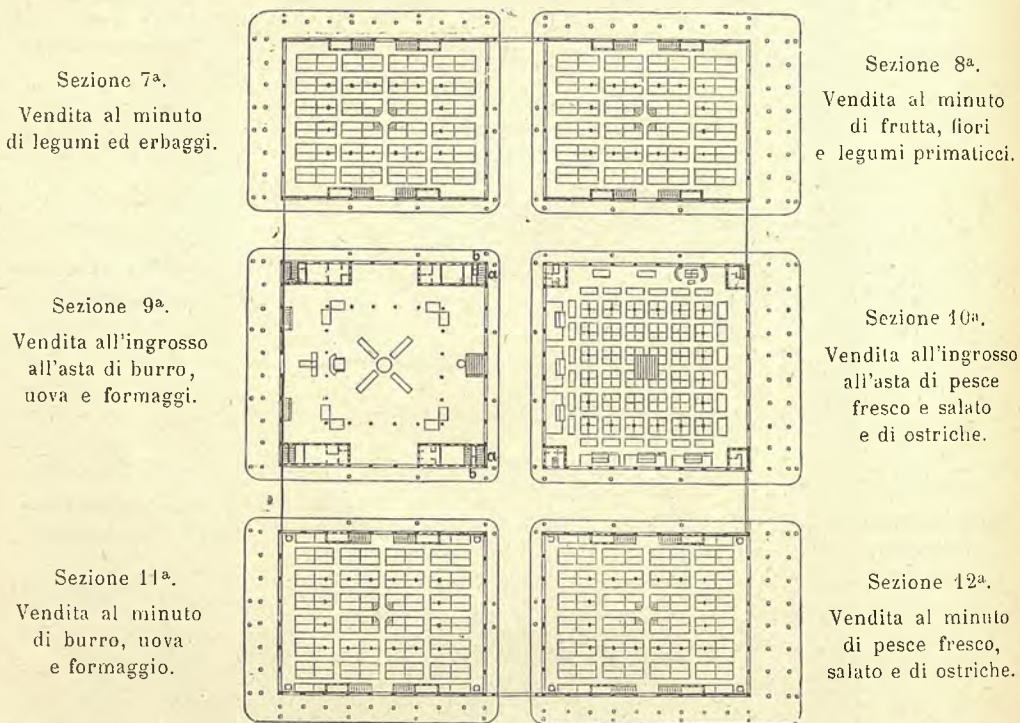 Sezione 7ª.
Vendita al minuto
di legumi ed erbaggi.
Sezione 8ª.
Vendita al minuto
di frutta, fiori
e legumi primaticci.
b
a
Sezione 9ª.
Vendita all'ingrosso
all'asta di burro,
uova e formaggi.
a
b
Sezione 10ª.
Vendita all'ingrosso
all'asta di pesce
fresco e salato
e di ostriche.
Sezione 11ª.
Vendita al minuto
di burro, uova
e formaggio.
Sezione 12ª.
Vendita al minuto
di pesce fresco,
salato e di ostriche.